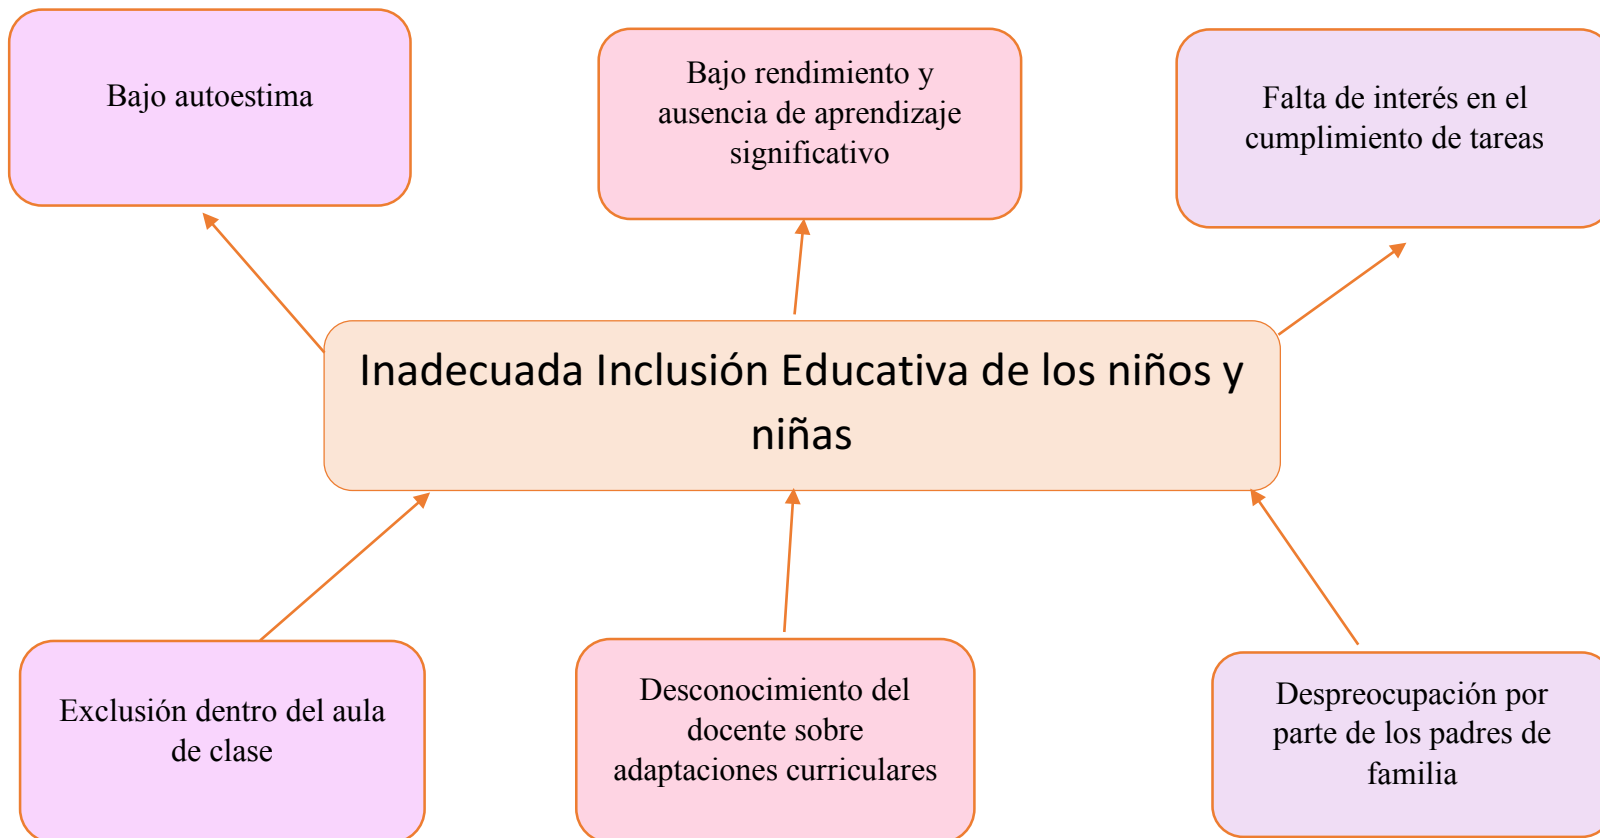 Bajo autoestima
Bajo rendimiento y
ausencia de aprendizaje
significativo
Falta de interés en el
cumplimiento de tareas
Inadecuada Inclusión Educativa de los niños y
niñas
Exclusión dentro del aula
de clase
Desconocimiento del
docente sobre
adaptaciones curriculares
Despreocupación por
parte de los padres de
familia